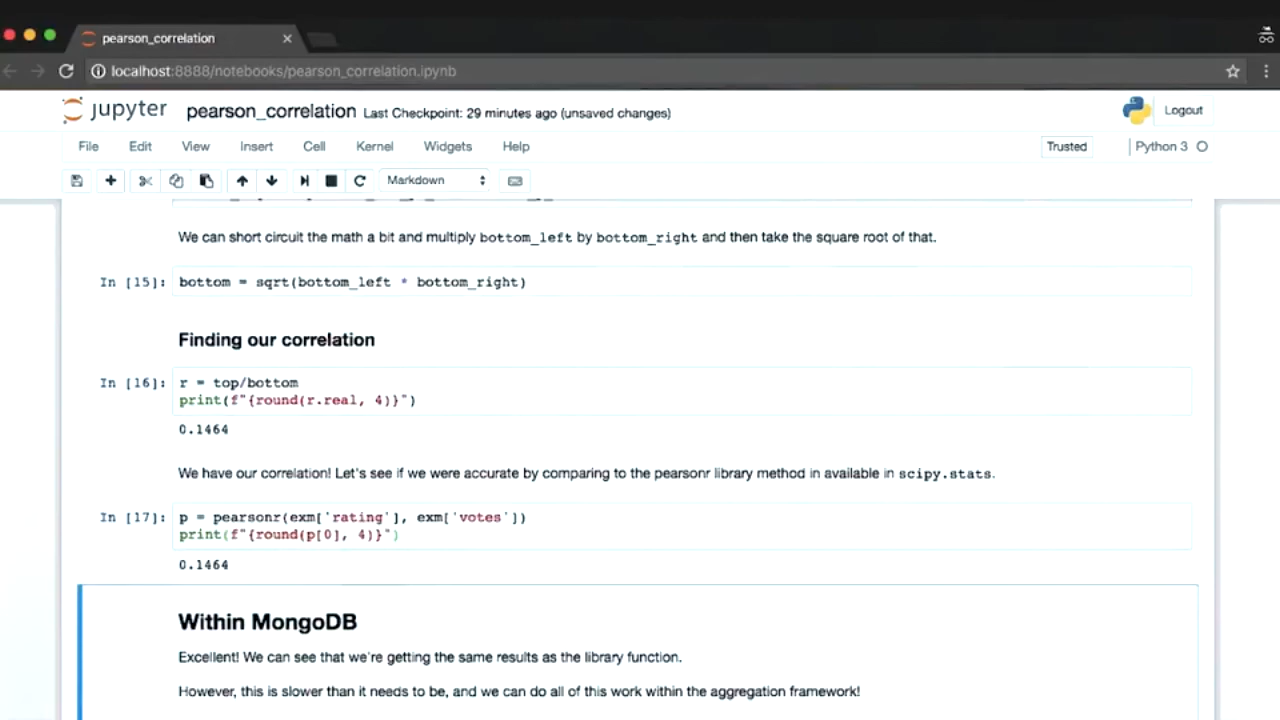 pearson_correlation
localhost:8888/notebooks/pearson_correlation.ipynb
jupyter pearson_correlation Last Checkpoint: 29 minutes ago (unsaved changes) Logout
File Edit View Insert Cell Kernel Widgets Help Trusted Python 3
Markdown
We can short circuit the math a bit and multiply bottom_left by bottom_right and then take the square root of that.
In [15]: bottom = sqrt(bottom_left * bottom_right)
Finding our correlation
In [16]: r = top/bottom
print(f"{round(r.real, 4)}")
0.1464
We have our correlation! Let's see if we were accurate by comparing to the pearsonr library method in available in scipy.stats.
In [17]: p = pearsonr(exm['rating'], exm['votes'])
print(f"{round(p[0], 4)}")
0.1464
Within MongoDB
Excellent! We can see that we're getting the same results as the library function.
However, this is slower than it needs to be, and we can do all of this work within the aggregation framework!